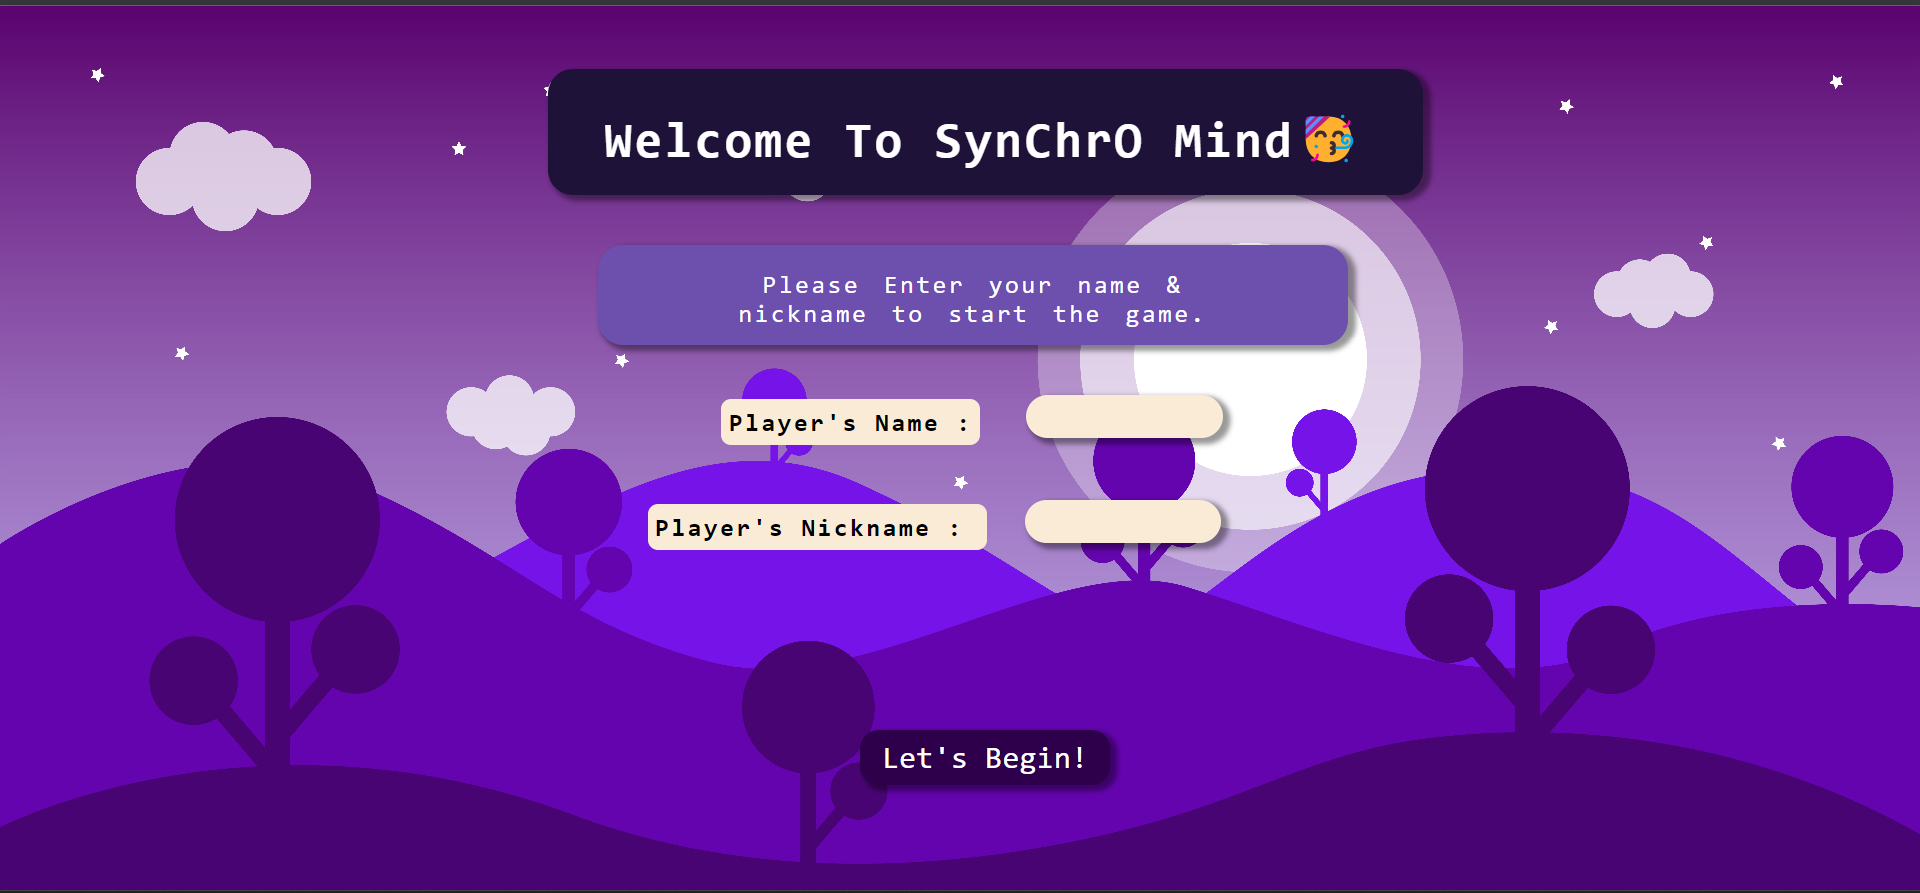 Welcome To SynChrO Mind🥳
Please Enter your name &
nickname to start the game.
Player's Name :
Player's Nickname :
Let's Begin!